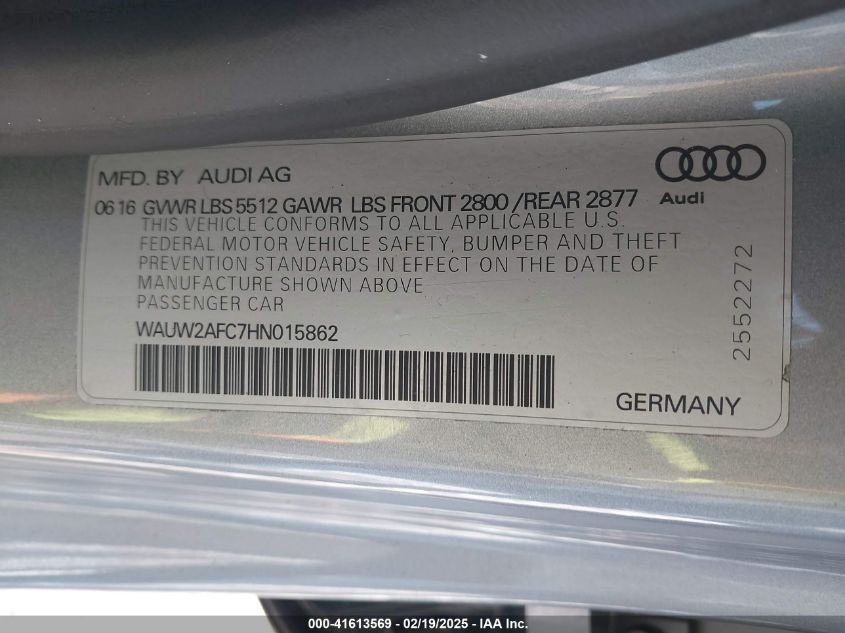 MFD. BY AUDI AG
Audi
06 16 GVWR LBS 5512 GAWR LBS FRONT 2800 /REAR 2877
THIS VEHICLE CONFORMS TO ALL APPLICABLE U.S.
FEDERAL MOTOR VEHICLE SAFETY, BUMPER AND THEFT
PREVENTION STANDARDS IN EFFECT ON THE DATE OF
MANUFACTURE SHOWN ABOVE
PASSENGER CAR
WAUW2AFC7HN015862
2552272
GERMANY
000-41613569 - 02/19/2025 - IAA Inc.